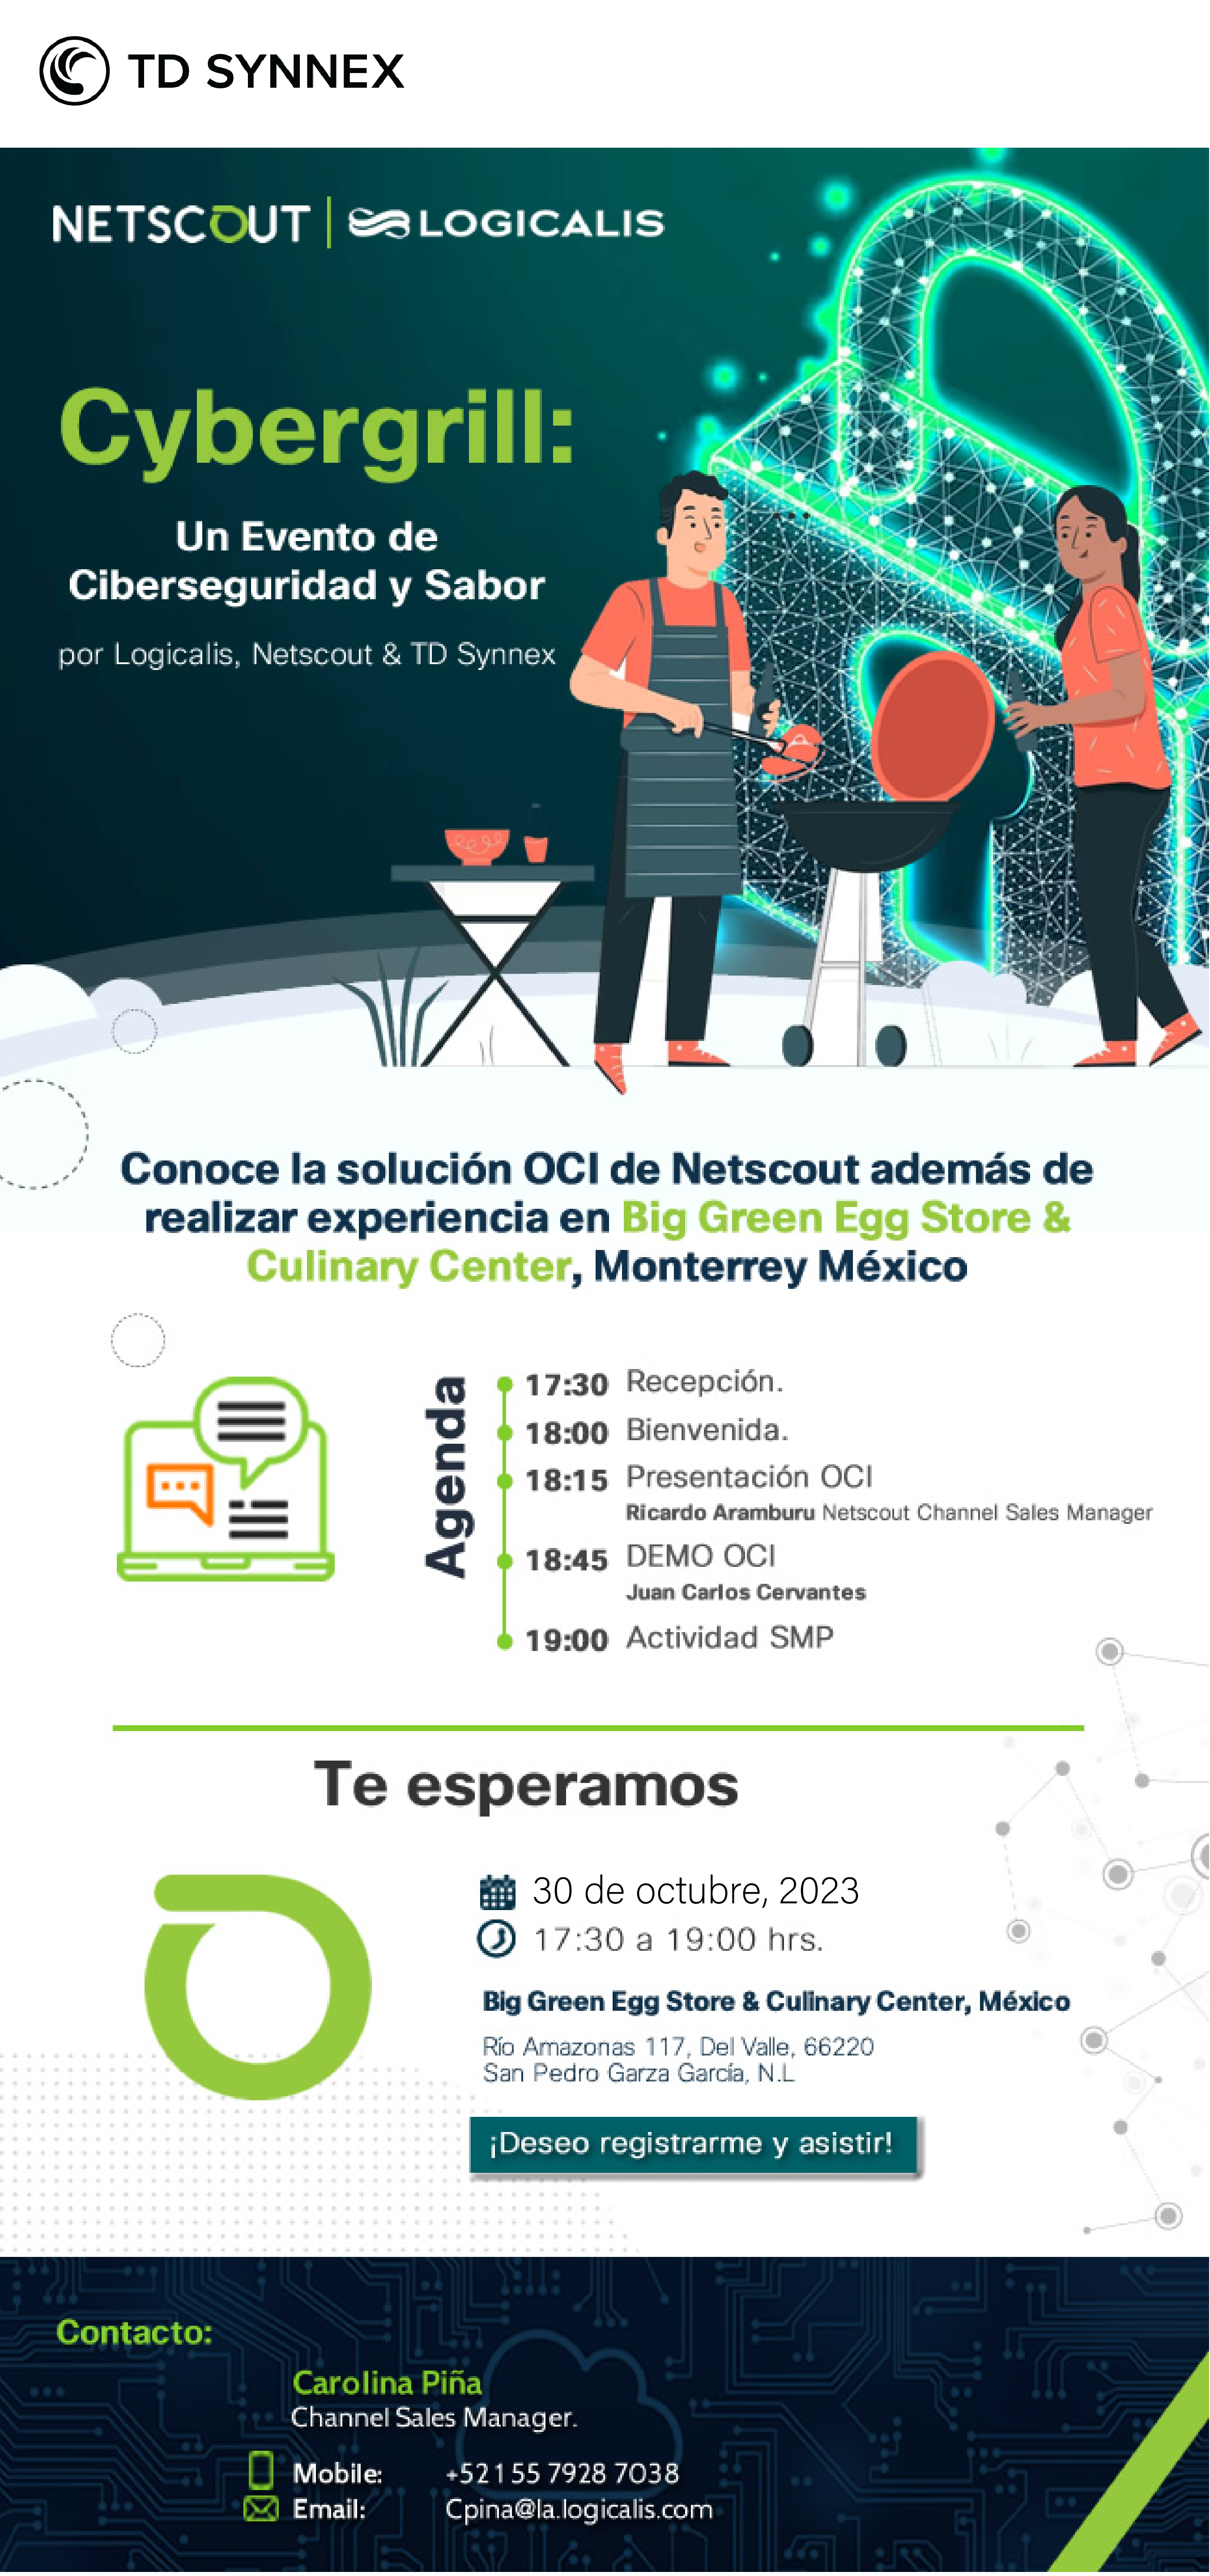 TD SYNNEX
NETSCOUT | LOGICALIS
Cybergrill:
Un Evento de
Ciberseguridad y Sabor
por Logicalis, Netscout & TD Synnex
Conoce la solución OCI de Netscout además de
realizar experiencia en Big Green Egg Store &
Culinary Center, Monterrey México
Agenda
17:30 Recepción.
18:00 Bienvenida.
18:15 Presentación OCI
Ricardo Aramburu Netscout Channel Sales Manager
18:45 DEMO OCI
Juan Carlos Cervantes
19:00 Actividad SMP
Te esperamos
30 de octubre, 2023
17:30 a 19:00 hrs.
Big Green Egg Store & Culinary Center, México
Río Amazonas 117, Del Valle, 66220
San Pedro Garza García, N.L
¡Deseo registrarme y asistir!
Contacto:
Carolina Piña
Channel Sales Manager.
Mobile: +52 1 55 7928 7038
Email: Cpina@la.logicalis.com